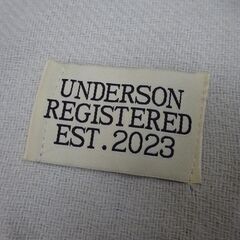 UNDERSON
REGISTERED
EST. 2023